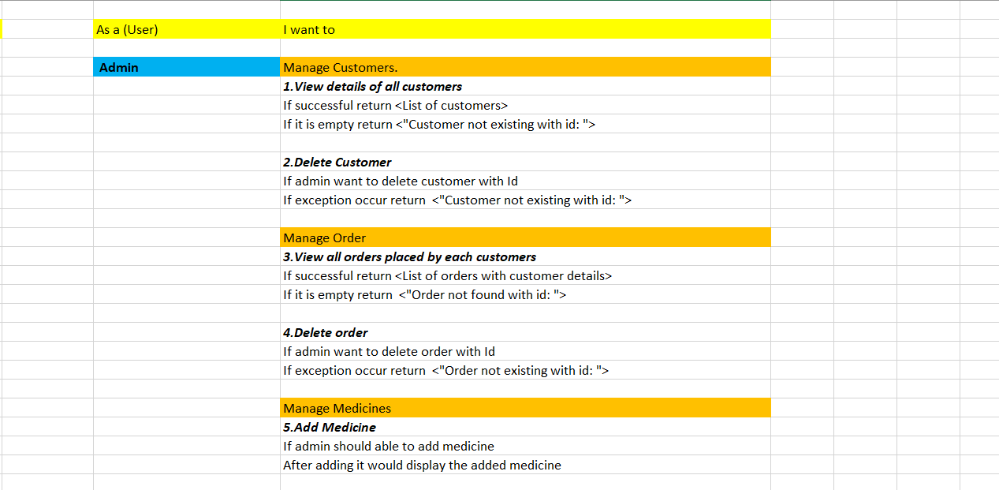 As a (User) I want to
Admin Manage Customers.
1.View details of all customers
If successful return <List of customers>
If it is empty return <"Customer not existing with id: ">
2.Delete Customer
If admin want to delete customer with Id
If exception occur return  <"Customer not existing with id: ">
Manage Order
3.View all orders placed by each customers
If successful return <List of orders with customer details>
If it is empty return  <"Order not found with id: ">
4.Delete order
If admin want to delete order with Id
If exception occur return  <"Order not existing with id: ">
Manage Medicines
5.Add Medicine
If admin should able to add medicine
After adding it would display the added medicine